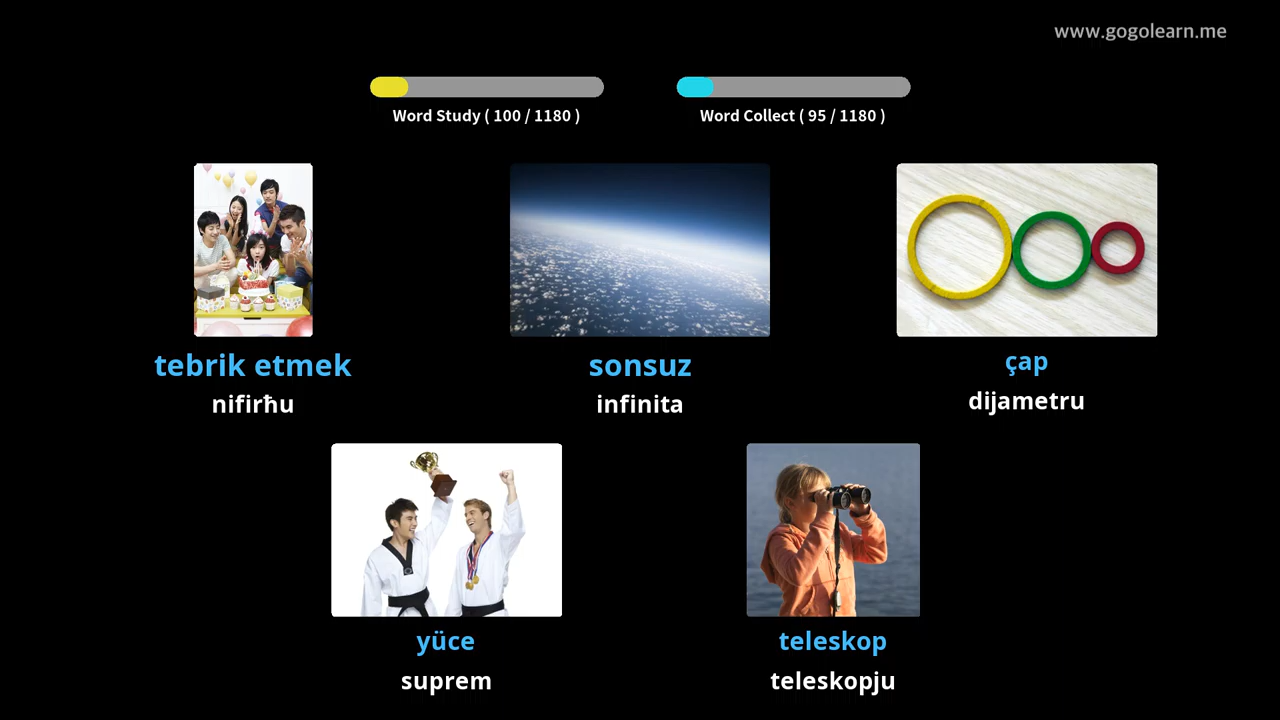 www.gogolearn.me
Word Study ( 100 / 1180 )
Word Collect ( 95 / 1180 )
tebrik etmek
nifirħu
sonsuz
infinita
çap
dijametru
yüce
suprem
teleskop
teleskopju